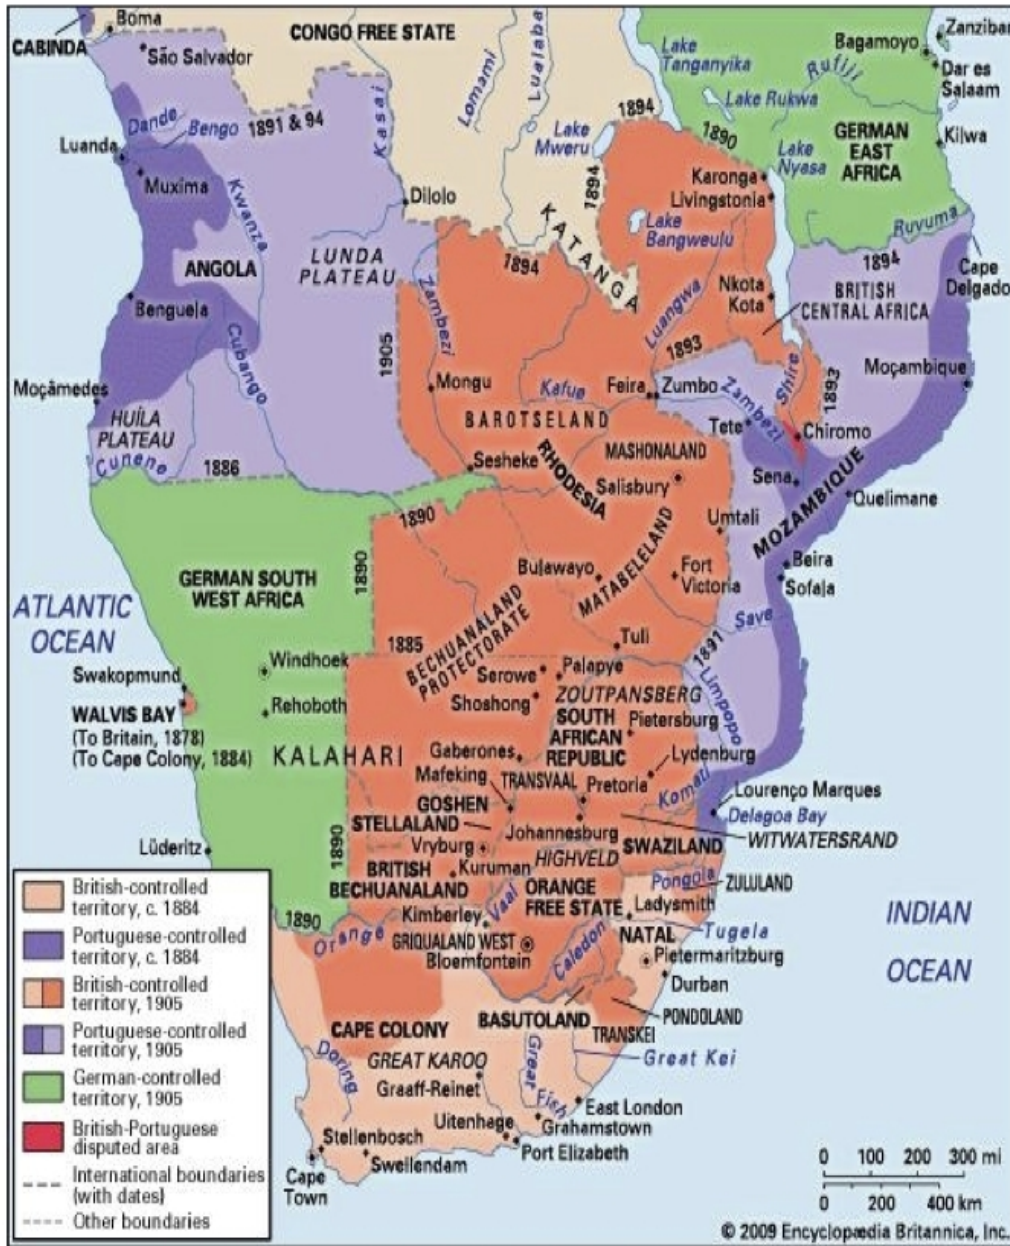 Boma
CABINDA
São Salvador
CONGO FREE STATE
Lomami
Lualaba
Kasai
Lake
Tanganyika
Bagamoyo
Zanzibar
Dar es
Salaam
Rufiji
Lake Rukwa
Dande
Bengo
1891 & 94
Luanda
Muxima
Kwanza
Dilolo
1894
Lake
Mweru
1890
1894
Lake
Nyasa
GERMAN
EAST
AFRICA
Kilwa
Karonga
Livingstonia
Lake
Bangweulu
KATANGA
Ruvuma
1894
Cape
Delgado
LUNDA
PLATEAU
ANGOLA
Benguela
Cubango
Zambezi
1894
1905
Luangwa
Nkota
Kota
BRITISH
CENTRAL AFRICA
1893
Shire
1893
Moçambique
Moçâmedes
HUÍLA
PLATEAU
Cunene
1886
Mongu
Kafue
Feira
Zumbo
Zambezi
BAROTSELAND
Tete
Chiromo
Sesheke
RHODESIA
MASHONALAND
Salisbury
Sena
Quelimane
MOZAMBIQUE
1890
Umtali
1890
Bulawayo
MATABELELAND
Fort
Victoria
Beira
Sofala
GERMAN SOUTH
WEST AFRICA
ATLANTIC
OCEAN
BECHUANALAND
PROTECTORATE
1885
Tuli
Save
1891
Swakopmund
Windhoek
WALVIS BAY
(To Britain, 1878)
(To Cape Colony, 1884)
Rehoboth
KALAHARI
Serowe
Palapye
Shoshong
ZOUTPANSBERG
Limpopo
SOUTH
AFRICAN
REPUBLIC
Pietersburg
Gaberones
Lydenburg
Mafeking
TRANSVAAL
Pretoria
Komati
Lourenço Marques
Delagoa Bay
GOSHEN
STELLALAND
Johannesburg
WITWATERSRAND
Lüderitz
1890
Vryburg
HIGHVELD
SWAZILAND
BRITISH
BECHUANALAND
Kuruman
Pongola
ZULULAND
ORANGE
FREE STATE
Ladysmith
1890
Orange
Kimberley
Vaal
NATAL
Tugela
GRIQUALAND WEST
Bloemfontein
Caledon
Pietermaritzburg
Durban
INDIAN
OCEAN
CAPE COLONY
BASUTOLAND
PONDOLAND
TRANSKEI
Doring
GREAT KAROO
Great Fish
Great Kei
Graaff-Reinet
East London
Uitenhage
Grahamstown
Port Elizabeth
Stellenbosch
Swellendam
Cape
Town
British-controlled
territory, c. 1884
Portuguese-controlled
territory, c. 1884
British-controlled
territory, 1905
Portuguese-controlled
territory, 1905
German-controlled
territory, 1905
British-Portuguese
disputed area
International boundaries
(with dates)
Other boundaries
0 100 200 300 mi
0 200 400 km
© 2009 Encyclopædia Britannica, Inc.